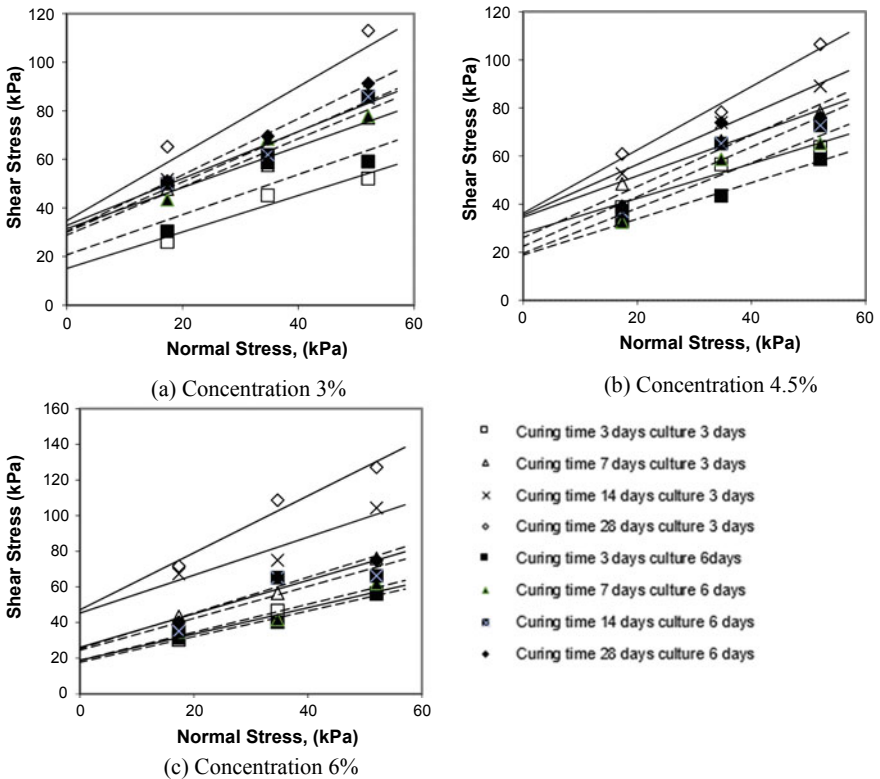 120
100
80
60
40
20
0
0 20 40 60
Shear Stress (kPa)
Normal Stress, (kPa)
(a) Concentration 3%
120
100
80
60
40
20
0
0 20 40 60
Shear Stress (kPa)
Normal Stress, (kPa)
(b) Concentration 4.5%
160
140
120
100
80
60
40
20
0
0 20 40 60
Shear Stress (kPa)
Normal Stress, (kPa)
(c) Concentration 6%
Curing time 3 days culture 3 days
Curing time 7 days culture 3 days
Curing time 14 days culture 3 days
Curing time 28 days culture 3 days
Curing time 3 days culture 6days
Curing time 7 days culture 6 days
Curing time 14 days culture 6 days
Curing time 28 days culture 6 days